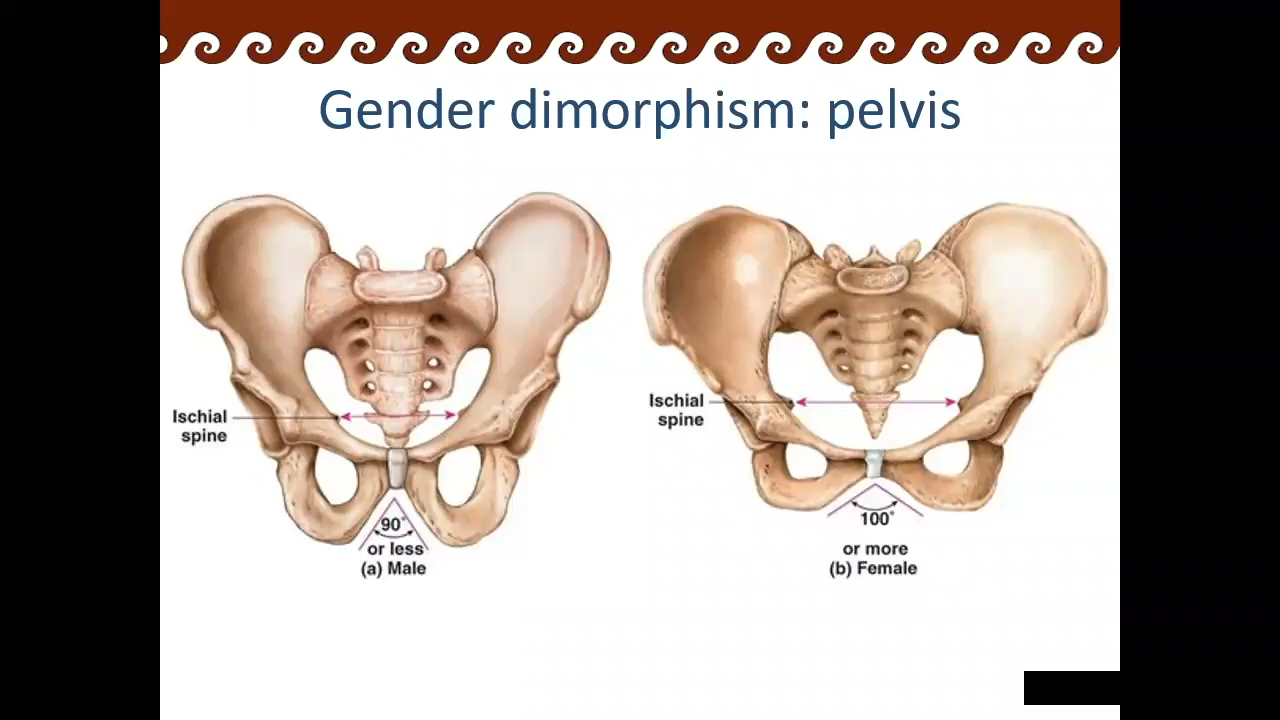 Gender dimorphism: pelvis
Ischial
spine
90°
or less
(a) Male
Ischial
spine
100°
or more
(b) Female